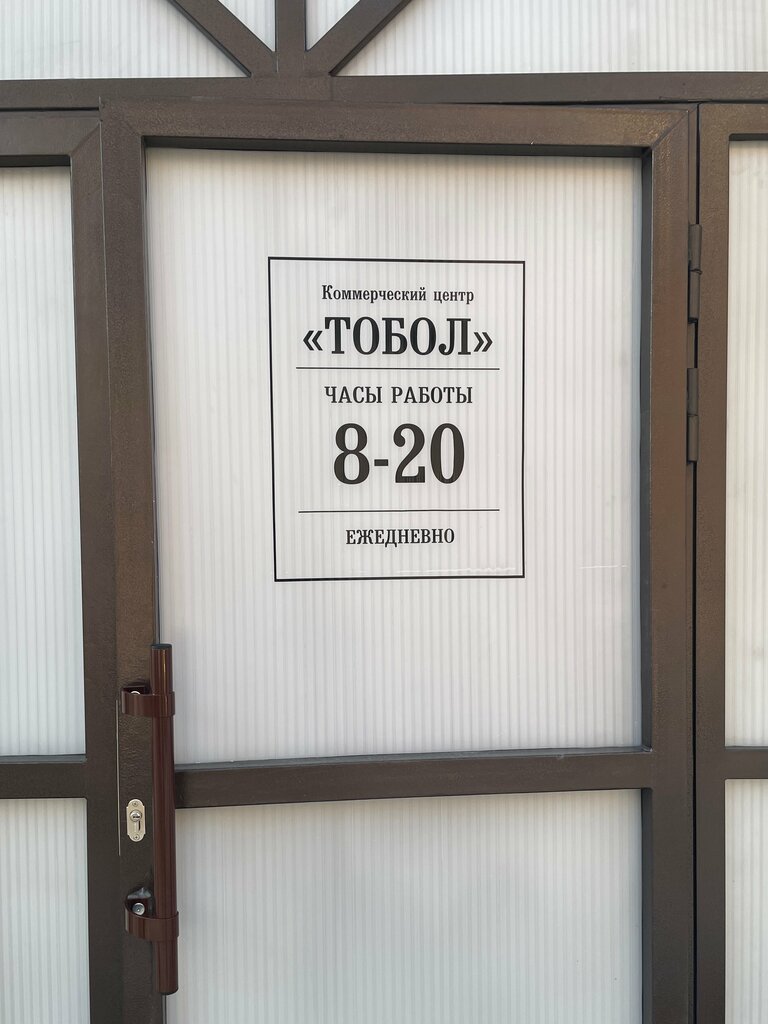 Коммерческий центр
«ТОБОЛ»
ЧАСЫ РАБОТЫ
8-20
ЕЖЕДНЕВНО